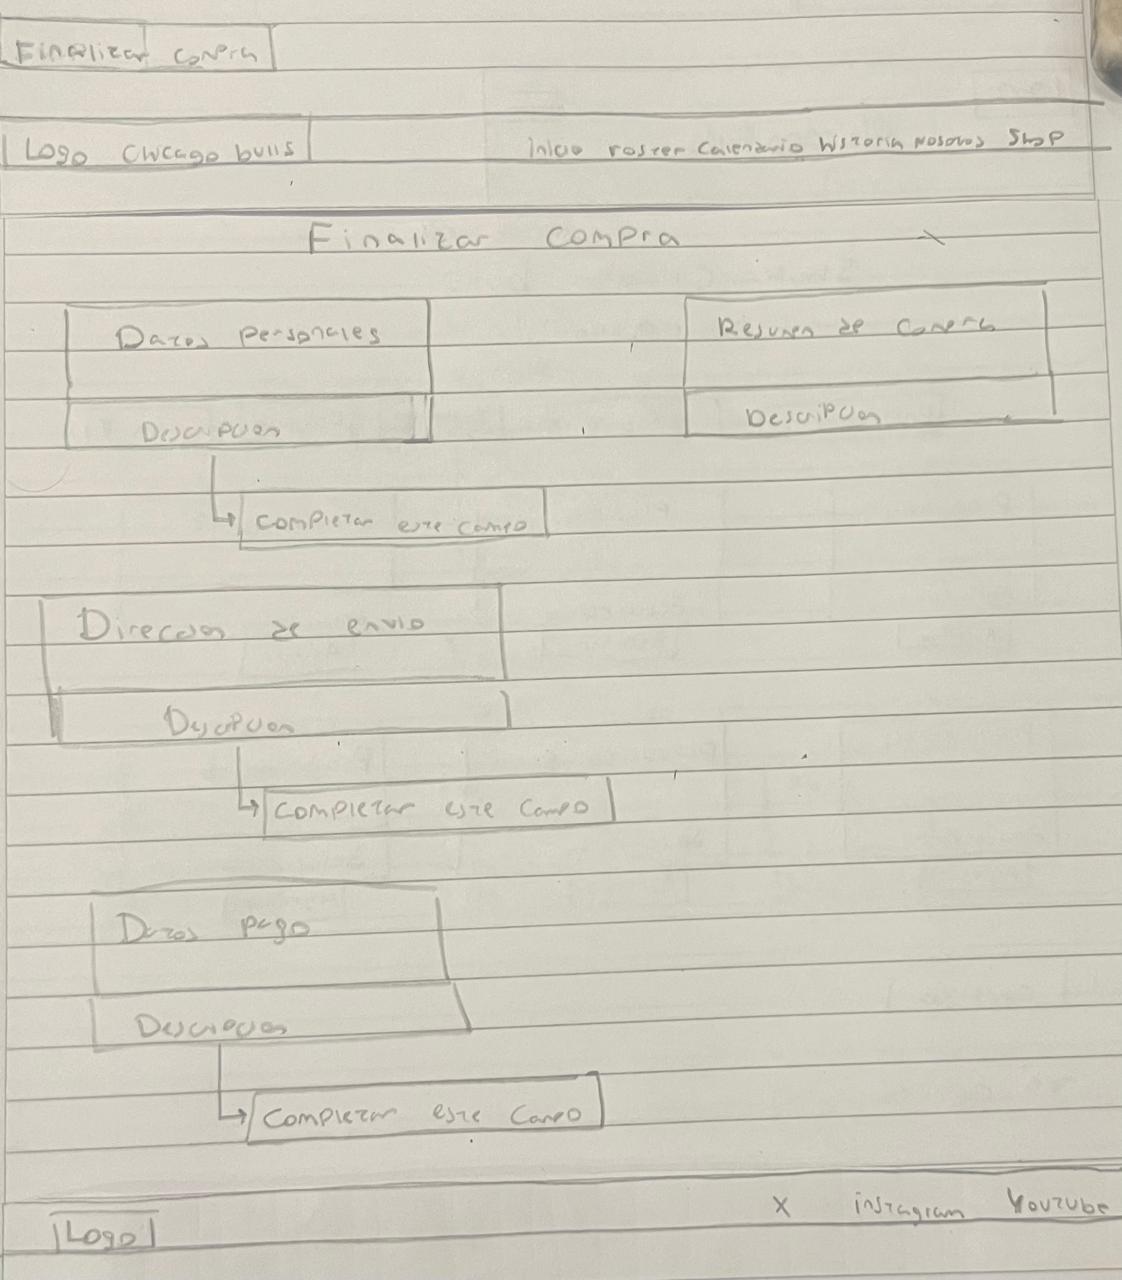 Finalizar compra
Logo Chicago bulls
inicio roster Calendario Historia Nosotros Shop
Finalizar compra
Datos personales
Resumen de compra
Descripcion
Descripcion
Completar este campo
Direccion de envio
Descripcion
Completar este campo
Datos pago
Descripcion
Completar este campo
X instagram Youtube
Logo